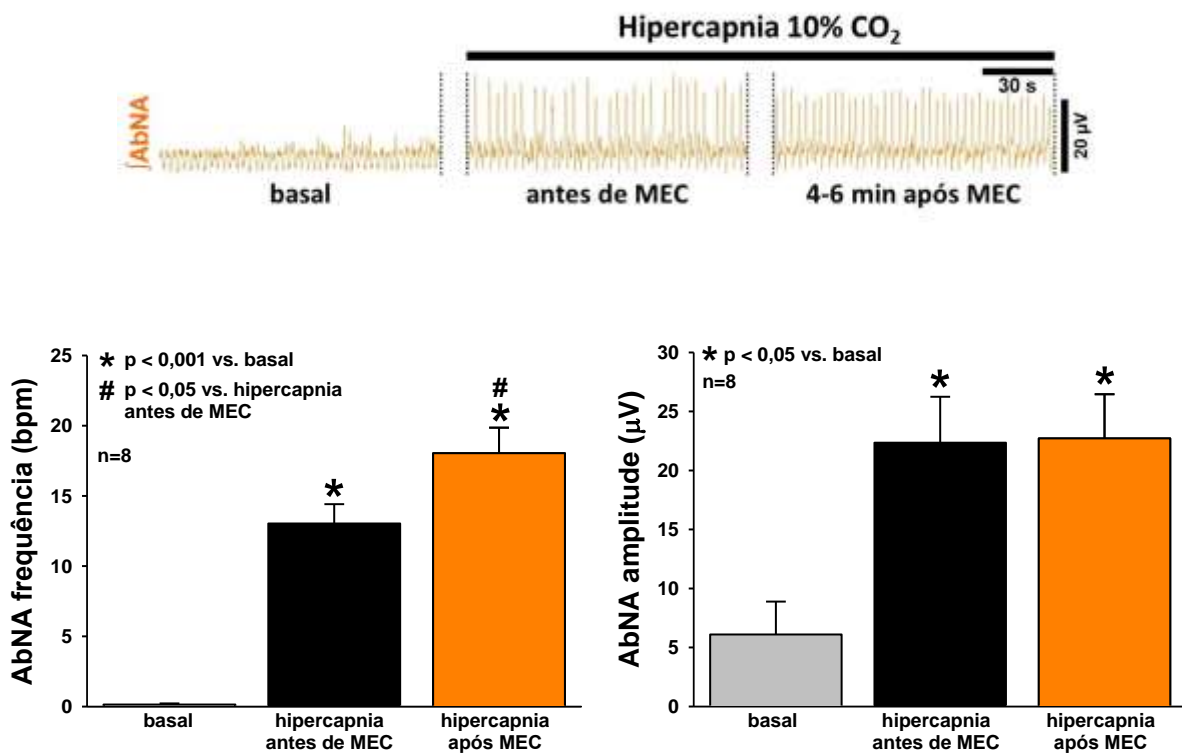 Hipercapnia 10% CO₂
30 s
∫AbNA
20 µV
basal
antes de MEC
4-6 min após MEC
AbNA frequência (bpm)
25
20
15
10
5
0
* p < 0,001 vs. basal
# p < 0,05 vs. hipercapnia
antes de MEC
n=8
*
#
*
basal
hipercapnia
antes de MEC
hipercapnia
após MEC
AbNA amplitude (µV)
30
25
20
15
10
5
0
* p < 0,05 vs. basal
n=8
*
*
basal
hipercapnia
antes de MEC
hipercapnia
após MEC